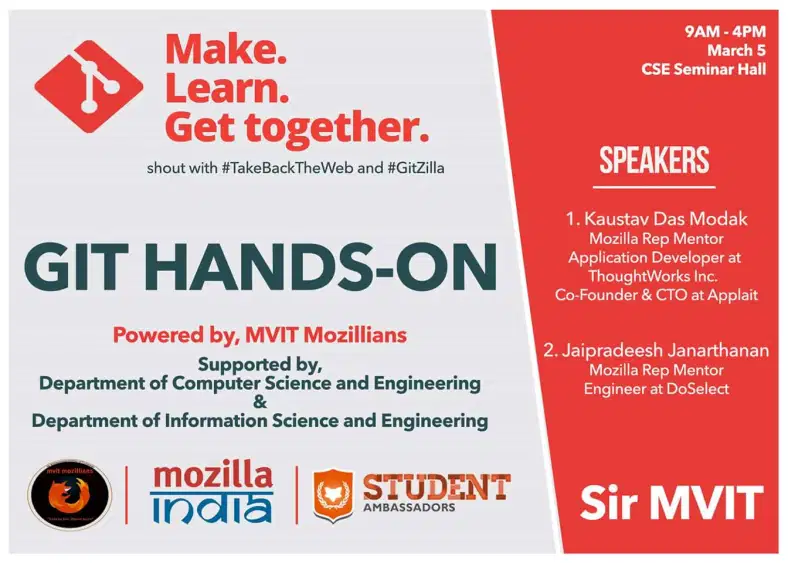 Make.
Learn.
Get together.
shout with #TakeBackTheWeb and #GitZilla
GIT HANDS-ON
Powered by, MVIT Mozillians
Supported by,
Department of Computer Science and Engineering
&
Department of Information Science and Engineering
mvit mozillians
mozilla
india
STUDENT
AMBASSADORS
9AM - 4PM
March 5
CSE Seminar Hall
SPEAKERS
1. Kaustav Das Modak
Mozilla Rep Mentor
Application Developer at
ThoughtWorks Inc.
Co-Founder & CTO at Applait
2. Jaipradeesh Janarthanan
Mozilla Rep Mentor
Engineer at DoSelect
Sir MVIT